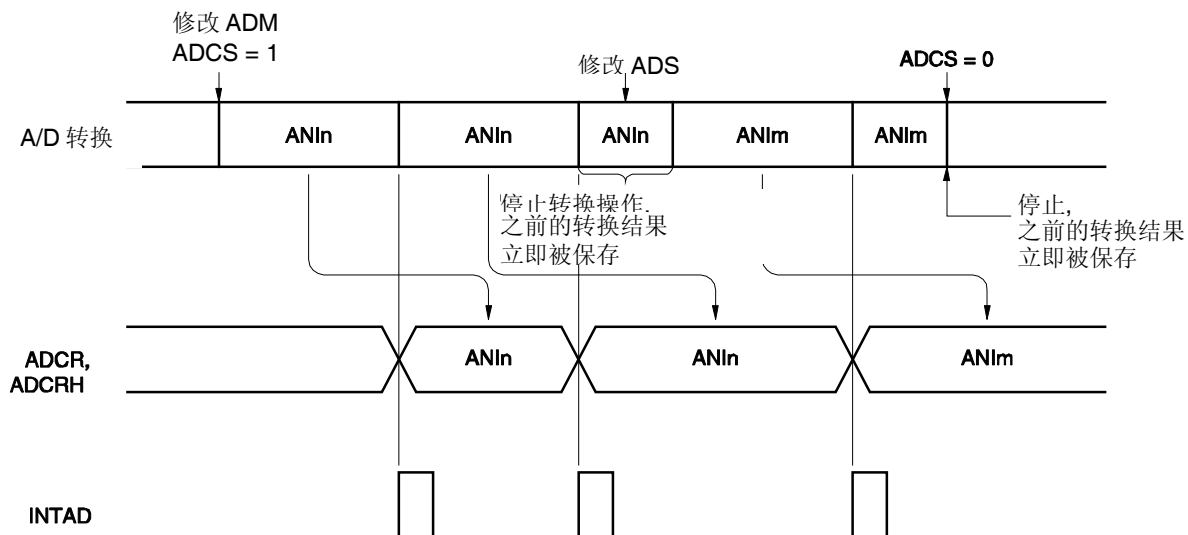 修改 ADM
ADCS = 1
修改 ADS
ADCS = 0
A/D 转换
ANIn
ANIn
ANIn
ANIm
ANIm
停止转换操作.
之前的转换结果
立即被保存
停止,
之前的转换结果
立即被保存
ADCR,
ADCRH
ANIn
ANIn
ANIm
INTAD